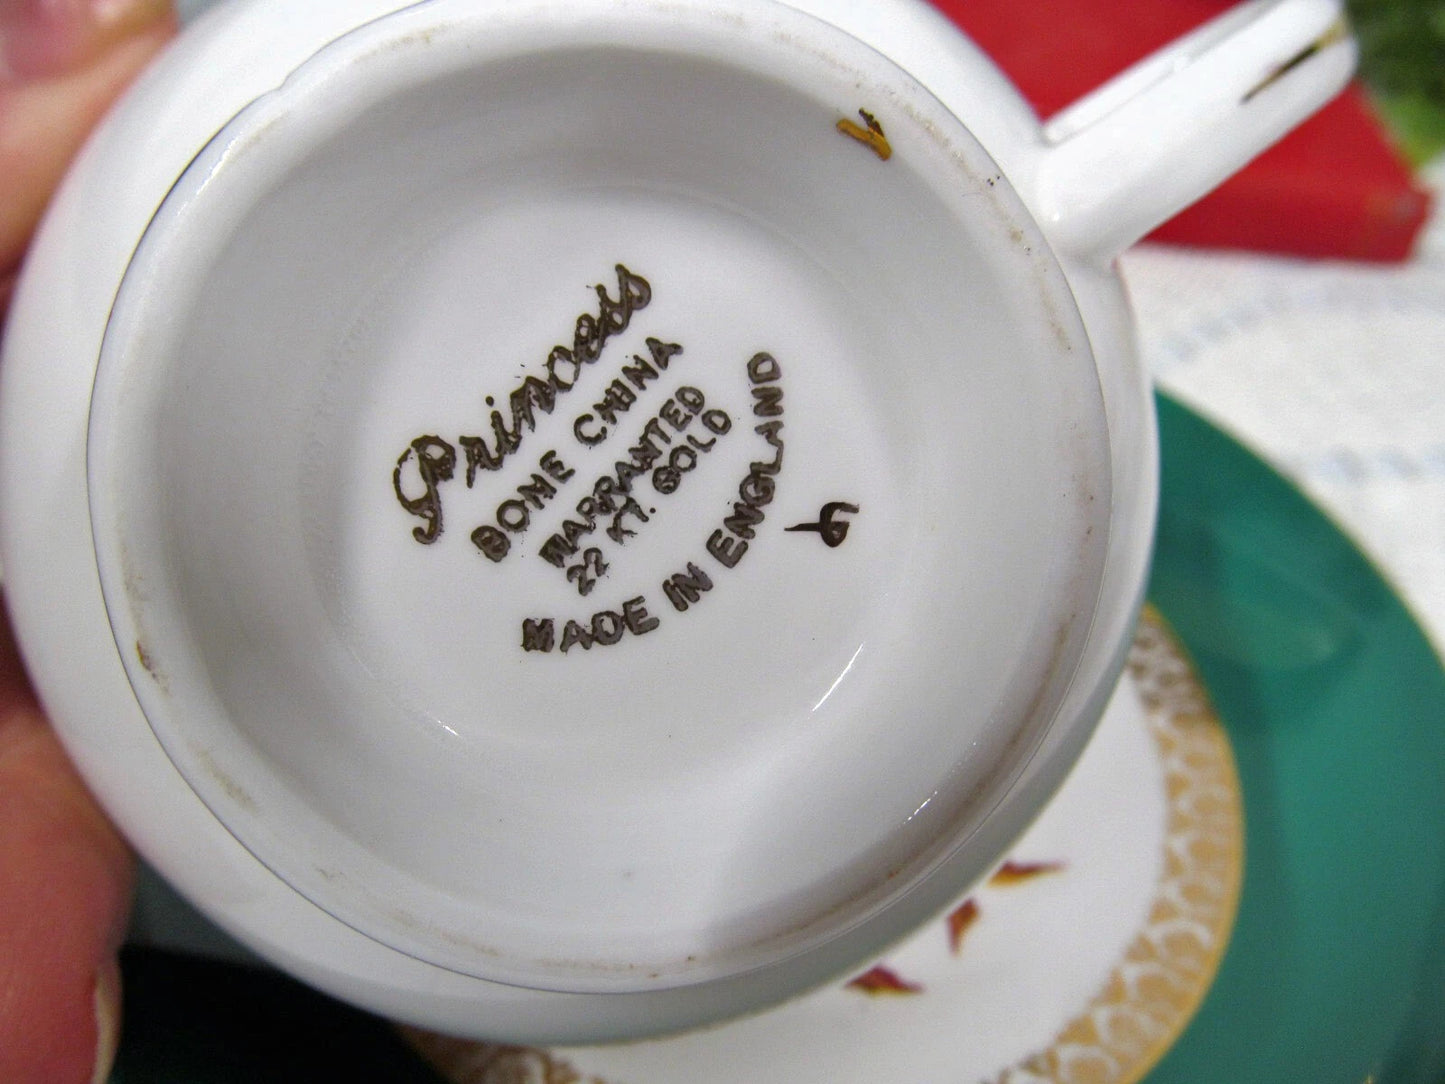 Princess
BONE CHINA
WARRANTED
22 KT. GOLD
MADE IN ENGLAND